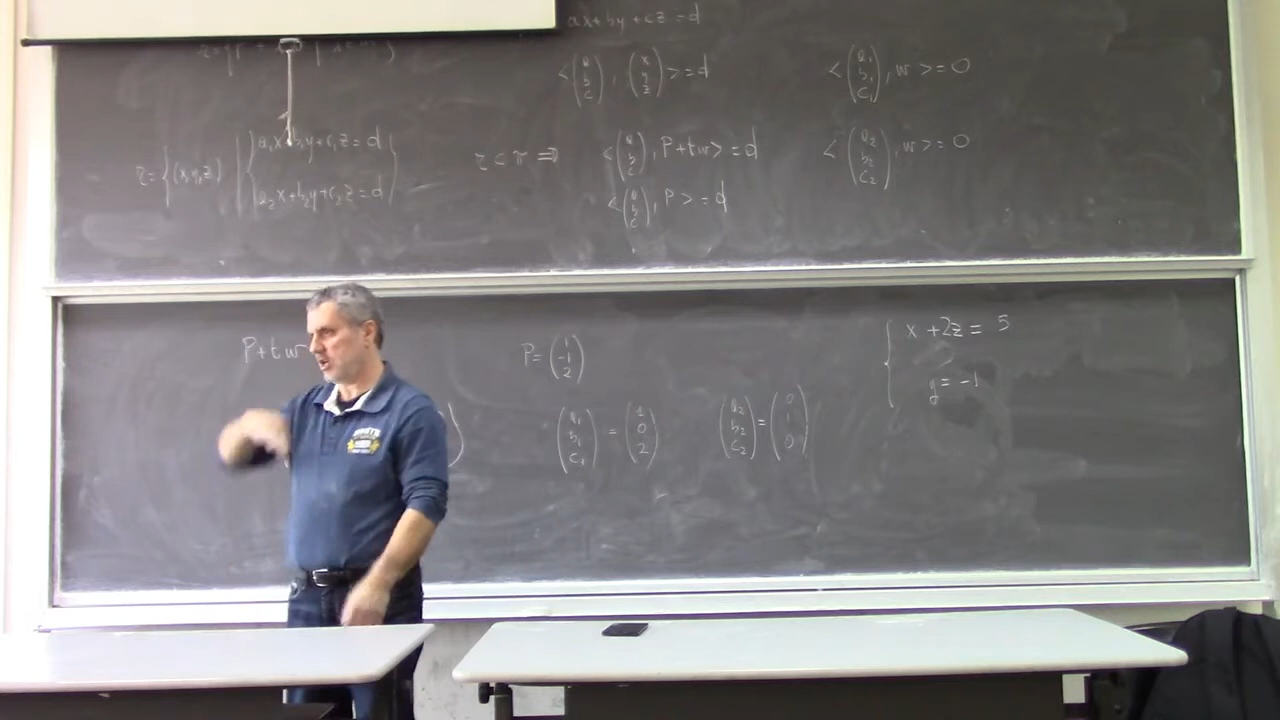 ax+by+cz=d
<(a b c), (x y z)>=d
<(a₁ b₁ c₁), w>=0
r={(x,y,z) | {a₁x+b₁y+c₁z=d
a₂x+b₂y+c₂z=d}
r⊂π ⇒ <(a b c), P+tw>=d
<(a₂ b₂ c₂), w>=0
<(a b c), P>=d
P+tw
P=(1 -1 2)
{x+2z=5
y=-1
(a₁ b₁ c₁)=(1 0 2)
(a₂ b₂ c₂)=(0 1 0)